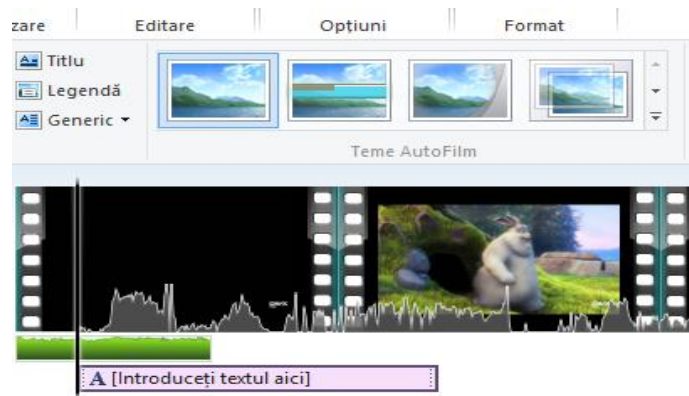 zare Editare Opțiuni Format
Titlu
Legendă
Generic
Teme AutoFilm
A [Introduceți textul aici]